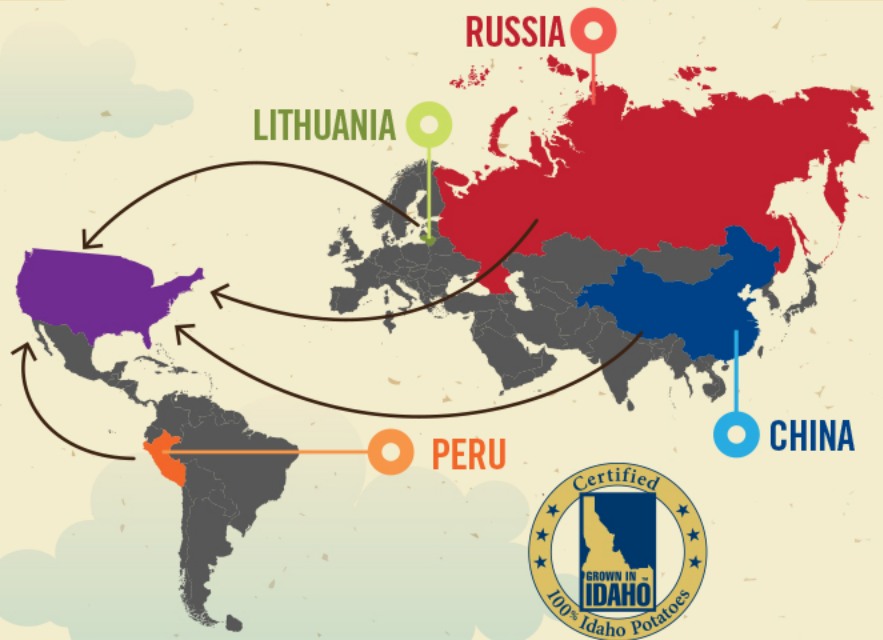 RUSSIA
LITHUANIA
PERU
CHINA
Certified
GROWN IN
IDAHO
100% Idaho Potatoes